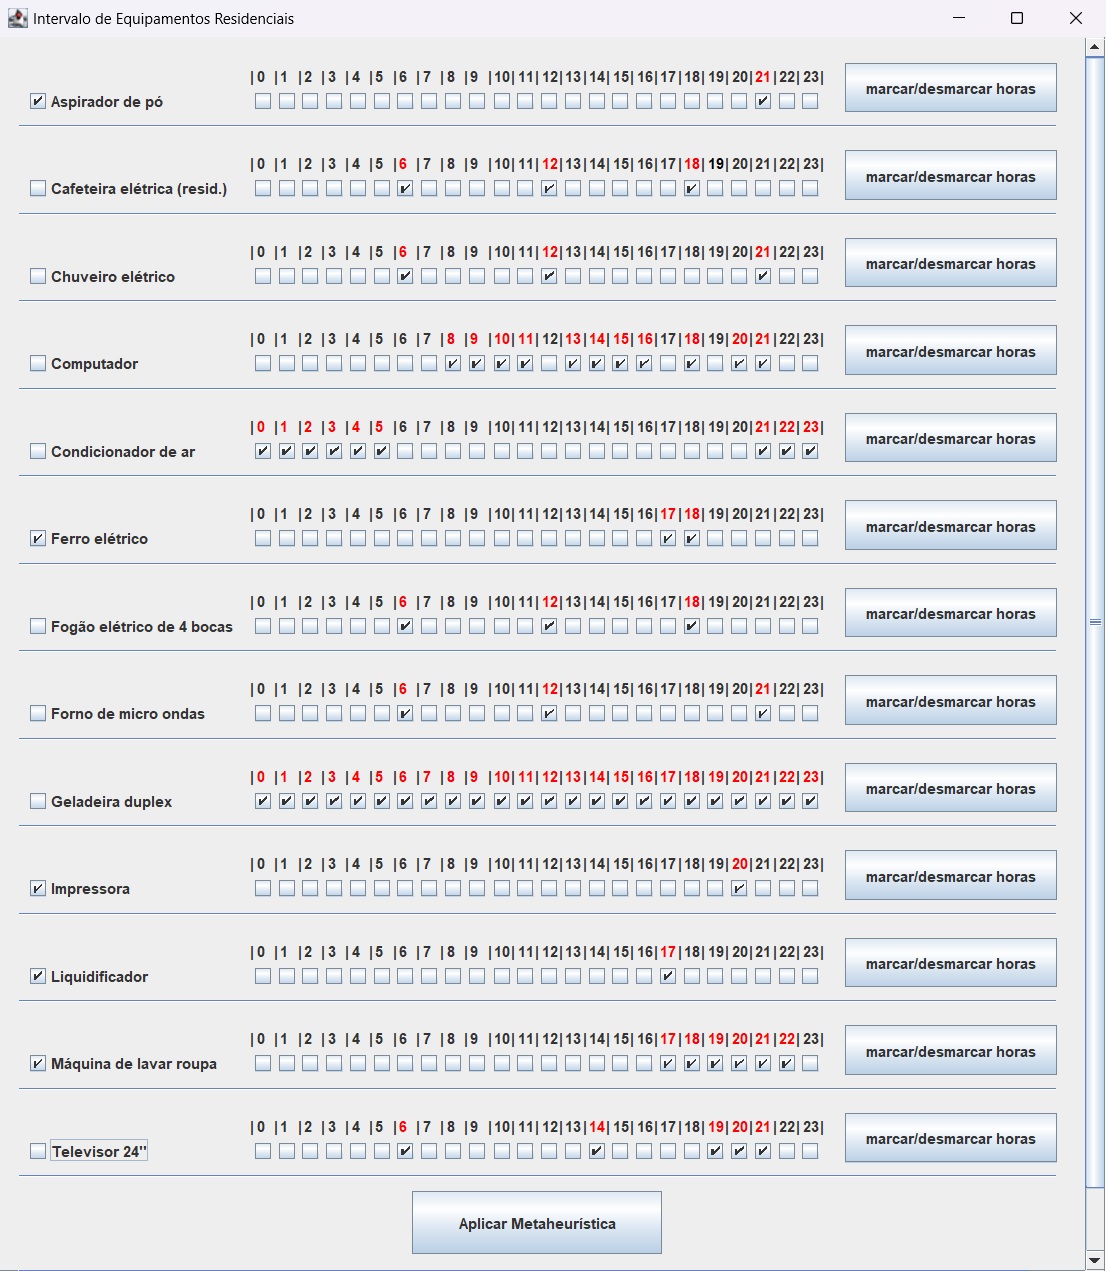 Intervalo de Equipamentos Residenciais
|0 |1 |2 |3 |4 |5 |6 |7 |8 |9 |10|11|12|13|14|15|16|17|18|19|20|21|22|23|
Aspirador de pó
marcar/desmarcar horas
|0 |1 |2 |3 |4 |5 |6 |7 |8 |9 |10|11|12|13|14|15|16|17|18|19|20|21|22|23|
Cafeteira elétrica (resid.)
marcar/desmarcar horas
|0 |1 |2 |3 |4 |5 |6 |7 |8 |9 |10|11|12|13|14|15|16|17|18|19|20|21|22|23|
Chuveiro elétrico
marcar/desmarcar horas
|0 |1 |2 |3 |4 |5 |6 |7 |8 |9 |10|11|12|13|14|15|16|17|18|19|20|21|22|23|
Computador
marcar/desmarcar horas
|0 |1 |2 |3 |4 |5 |6 |7 |8 |9 |10|11|12|13|14|15|16|17|18|19|20|21|22|23|
Condicionador de ar
marcar/desmarcar horas
|0 |1 |2 |3 |4 |5 |6 |7 |8 |9 |10|11|12|13|14|15|16|17|18|19|20|21|22|23|
Ferro elétrico
marcar/desmarcar horas
|0 |1 |2 |3 |4 |5 |6 |7 |8 |9 |10|11|12|13|14|15|16|17|18|19|20|21|22|23|
Fogão elétrico de 4 bocas
marcar/desmarcar horas
|0 |1 |2 |3 |4 |5 |6 |7 |8 |9 |10|11|12|13|14|15|16|17|18|19|20|21|22|23|
Forno de micro ondas
marcar/desmarcar horas
|0 |1 |2 |3 |4 |5 |6 |7 |8 |9 |10|11|12|13|14|15|16|17|18|19|20|21|22|23|
Geladeira duplex
marcar/desmarcar horas
|0 |1 |2 |3 |4 |5 |6 |7 |8 |9 |10|11|12|13|14|15|16|17|18|19|20|21|22|23|
Impressora
marcar/desmarcar horas
|0 |1 |2 |3 |4 |5 |6 |7 |8 |9 |10|11|12|13|14|15|16|17|18|19|20|21|22|23|
Liquidificador
marcar/desmarcar horas
|0 |1 |2 |3 |4 |5 |6 |7 |8 |9 |10|11|12|13|14|15|16|17|18|19|20|21|22|23|
Máquina de lavar roupa
marcar/desmarcar horas
|0 |1 |2 |3 |4 |5 |6 |7 |8 |9 |10|11|12|13|14|15|16|17|18|19|20|21|22|23|
Televisor 24"
marcar/desmarcar horas
Aplicar Metaheurística